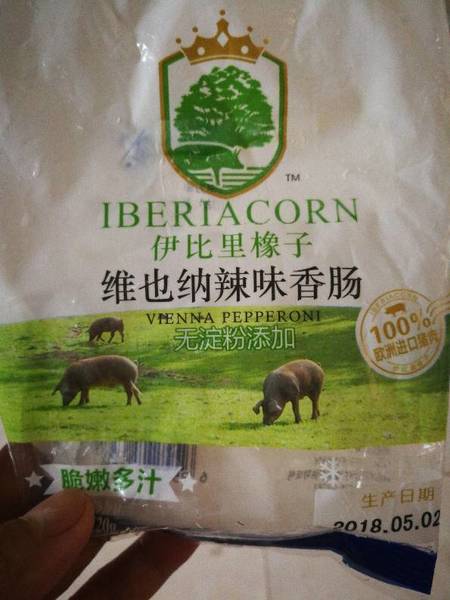 TM
IBERIACORN
伊比里橡子
维也纳辣味香肠
VIENNA PEPPERONI
无淀粉添加
100%
欧洲进口猪肉
脆嫩多汁
生产日期
2018.05.02